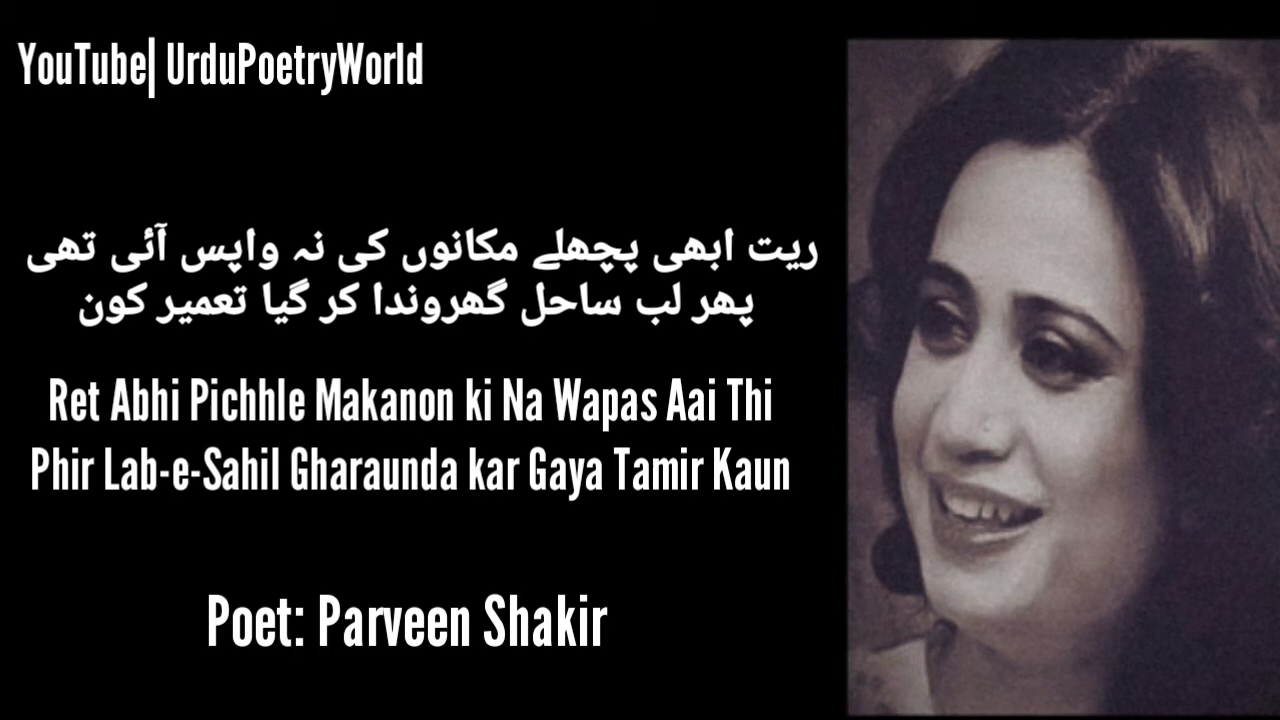 YouTube| UrduPoetryWorld
ریت ابھی پچھلے مکانوں کی نہ واپس آئی تھی
پھر لب ساحل گھروندا کر گیا تعمیر کون
Ret Abhi Pichhle Makanon ki Na Wapas Aai Thi
Phir Lab-e-Sahil Gharaunda kar Gaya Tamir Kaun
Poet: Parveen Shakir